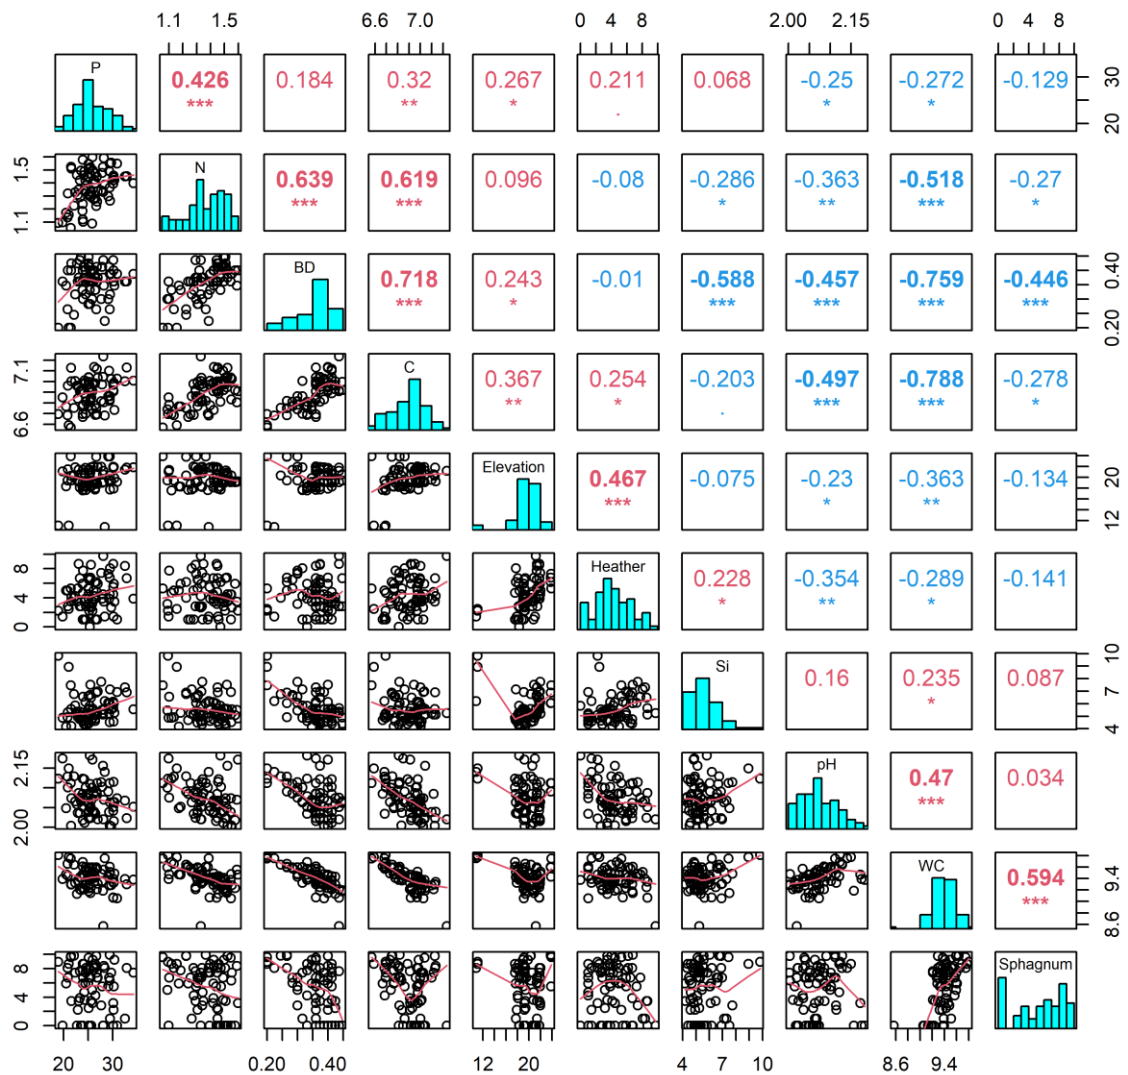 1.1 1.5 6.6 7.0 0 4 8 2.00 2.15 0 4 8
P 0.426 0.184 0.32 0.267 0.211 0.068 -0.25 -0.272 -0.129 20 30
*** ** * . * *
1.1 1.5 N 0.639 0.619 0.096 -0.08 -0.286 -0.363 -0.518 -0.27
*** *** * ** *** *
BD 0.718 0.243 -0.01 -0.588 -0.457 -0.759 -0.446 0.20 0.40
*** * *** *** *** ***
6.6 7.1 C 0.367 0.254 -0.203 -0.497 -0.788 -0.278
** * . *** *** *
Elevation 0.467 -0.075 -0.23 -0.363 -0.134 12 20
*** * **
0 4 8 Heather 0.228 -0.354 -0.289 -0.141
* ** *
Si 0.16 0.235 0.087 4 7 10
*
2.00 2.15 pH 0.47 0.034
***
WC 0.594 8.6 9.4
***
0 4 8 Sphagnum
20 30 0.20 0.40 12 20 4 7 10 8.6 9.4